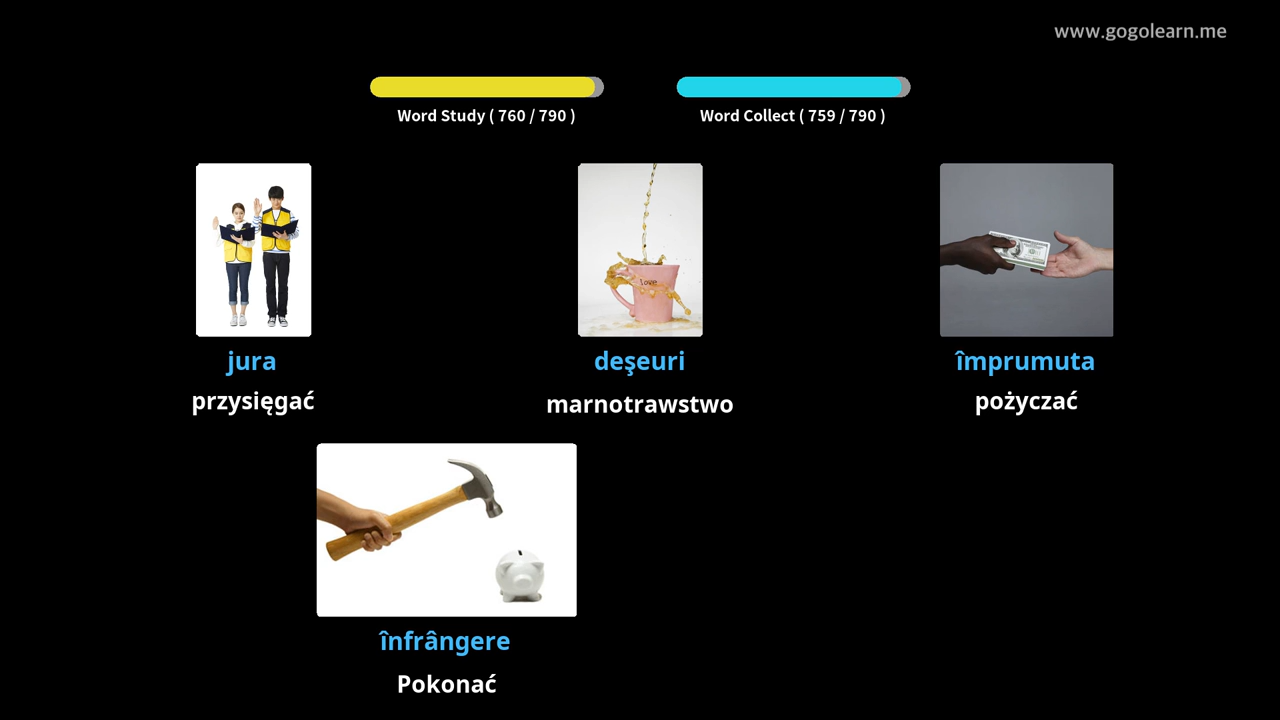 www.gogolearn.me
Word Study ( 760 / 790 )
Word Collect ( 759 / 790 )
love
jura
deşeuri
împrumuta
przysięgać
marnotrawstwo
pożyczać
înfrângere
Pokonać